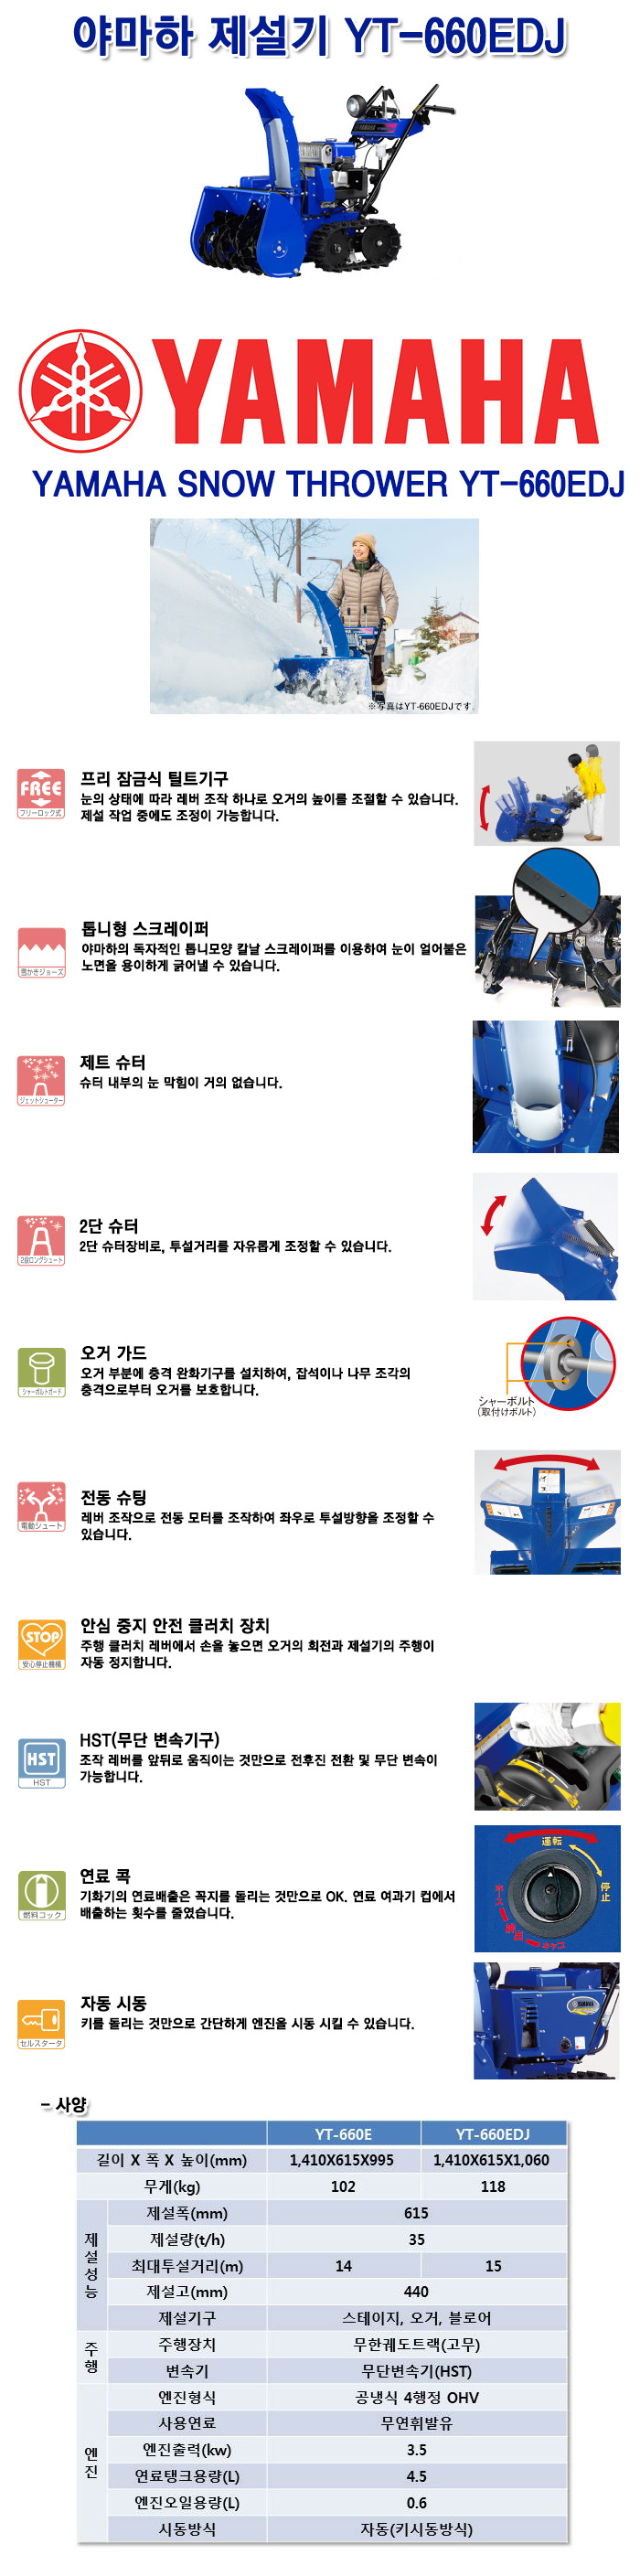 야마하 제설기 YT-660EDJ
YAMAHA
YAMAHA
YAMAHA SNOW THROWER YT-660EDJ
※写真はYT-660EDJです。
FREE
フリーロック式
프리 잠금식 틸트기구
눈의 상태에 따라 레버 조작 하나로 오거의 높이를 조절할 수 있습니다.
제설 작업 중에도 조정이 가능합니다.
雪かきジョーズ
톱니형 스크레이퍼
야마하의 독자적인 톱니모양 칼날 스크레이퍼를 이용하여 눈이 얼어붙은
노면을 용이하게 긁어낼 수 있습니다.
ジェットシューター
제트 슈터
슈터 내부의 눈 막힘이 거의 없습니다.
2段ロングシュート
2단 슈터
2단 슈터장비로, 투설거리를 자유롭게 조정할 수 있습니다.
シャーボルトガード
오거 가드
오거 부분에 충격 완화기구를 설치하여, 잡석이나 나무 조각의
충격으로부터 오거를 보호합니다.
シャーボルト
(取付けボルト)
電動シュート
전동 슈팅
레버 조작으로 전동 모터를 조작하여 좌우로 투설방향을 조정할 수
있습니다.
STOP
安心停止機構
안심 중지 안전 클러치 장치
주행 클러치 레버에서 손을 놓으면 오거의 회전과 제설기의 주행이
자동 정지합니다.
HST
HST
HST(무단 변속기구)
조작 레버를 앞뒤로 움직이는 것만으로 전후진 전환 및 무단 변속이
가능합니다.
燃料コック
연료 콕
기화기의 연료배출은 꼭지를 돌리는 것만으로 OK. 연료 여과기 컵에서
배출하는 횟수를 줄였습니다.
運転
停止
セルスタータ
자동 시동
키를 돌리는 것만으로 간단하게 엔진을 시동 시킬 수 있습니다.
YAMAHA
- 사양
YT-660E YT-660EDJ
길이 X 폭 X 높이(mm) 1,410X615X995 1,410X615X1,060
무게(kg) 102 118
제설성능
제설폭(mm) 615
제설량(t/h) 35
최대투설거리(m) 14 15
제설고(mm) 440
제설기구 스테이지, 오거, 블로어
주행
주행장치 무한궤도트랙(고무)
변속기 무단변속기(HST)
엔진
엔진형식 공냉식 4행정 OHV
사용연료 무연휘발유
엔진출력(kw) 3.5
연료탱크용량(L) 4.5
엔진오일용량(L) 0.6
시동방식 자동(키시동방식)